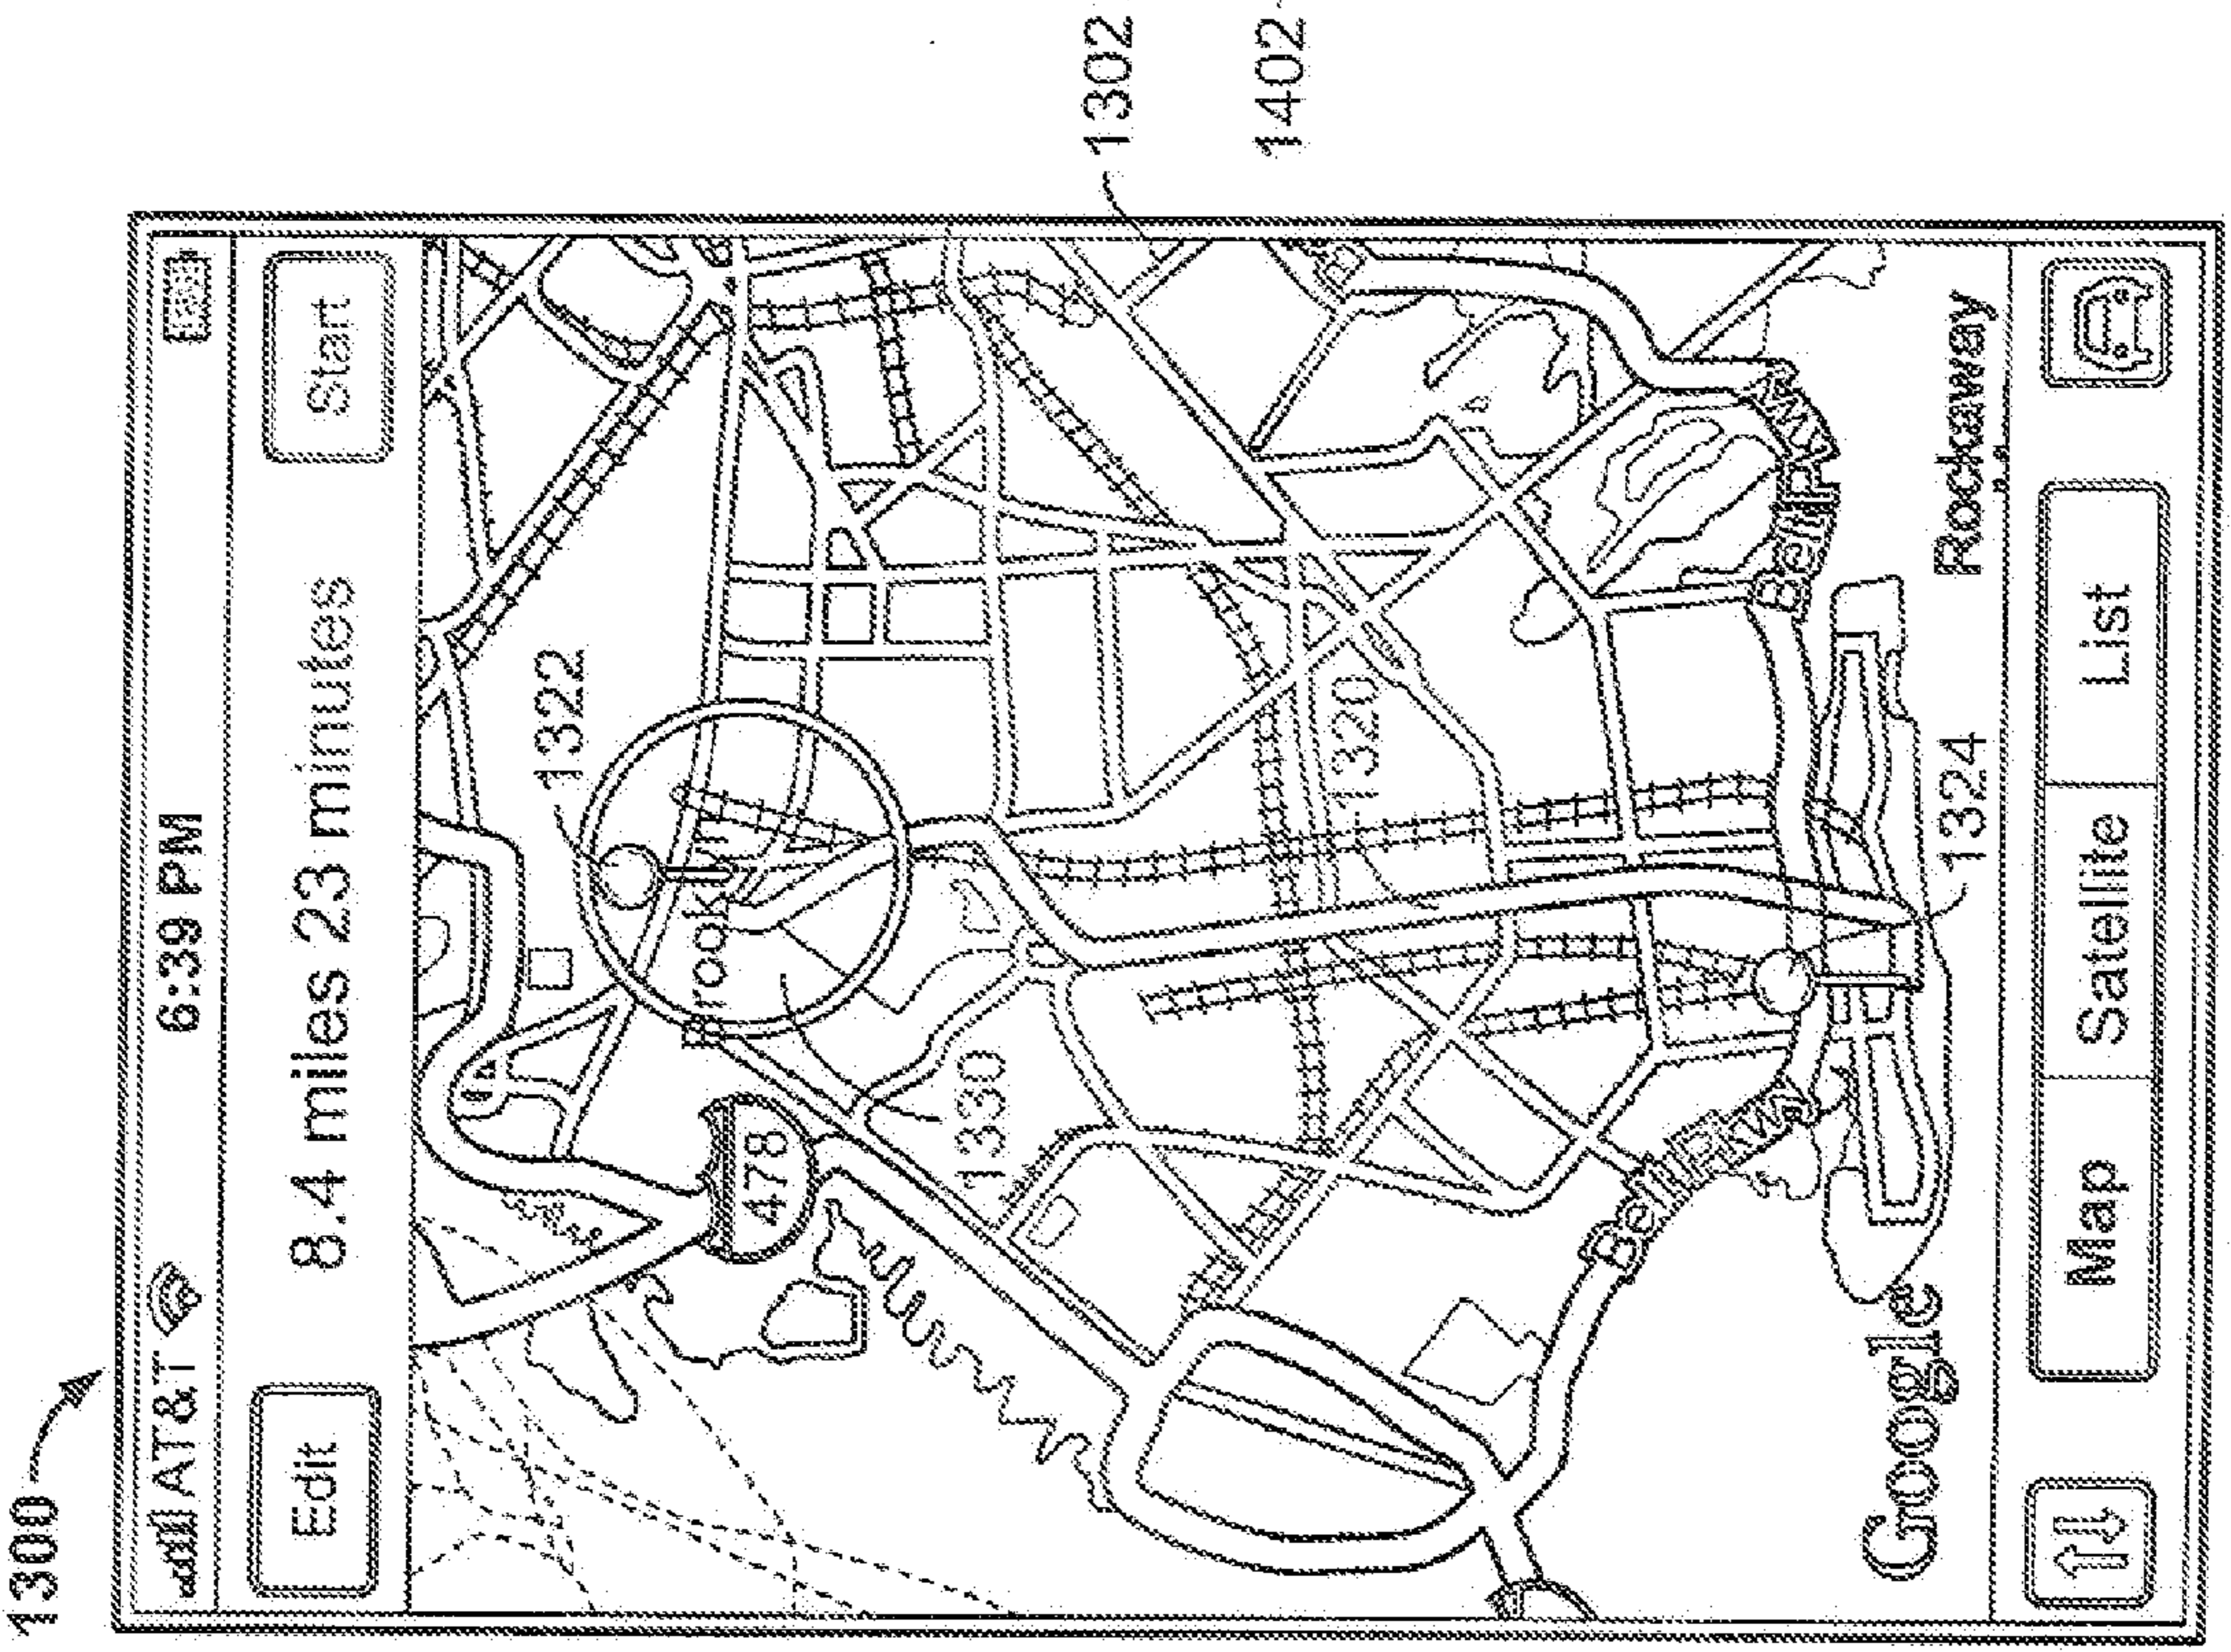 1300
AT&T 6:39 PM
Edit 8.4 miles 23 minutes Start
1322
Brooklyn
478
1330
1302
1320
1402
Belt Pkwy
Belt Pkwy
1324
Google Rockaway
Map Satellite List